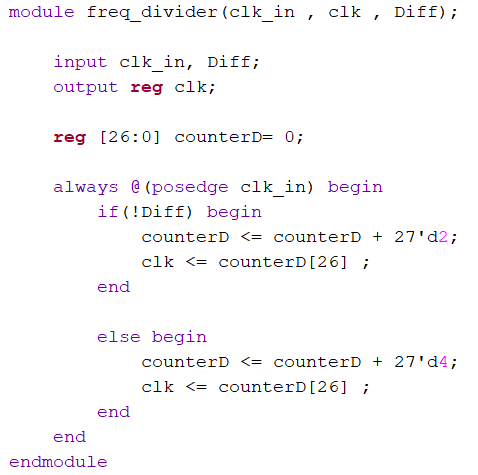 module freq_divider(clk_in , clk , Diff);
input clk_in, Diff;
output reg clk;
reg [26:0] counterD= 0;
always @(posedge clk_in) begin
if(!Diff) begin
counterD <= counterD + 27'd2;
clk <= counterD[26] ;
end
else begin
counterD <= counterD + 27'd4;
clk <= counterD[26] ;
end
end
endmodule